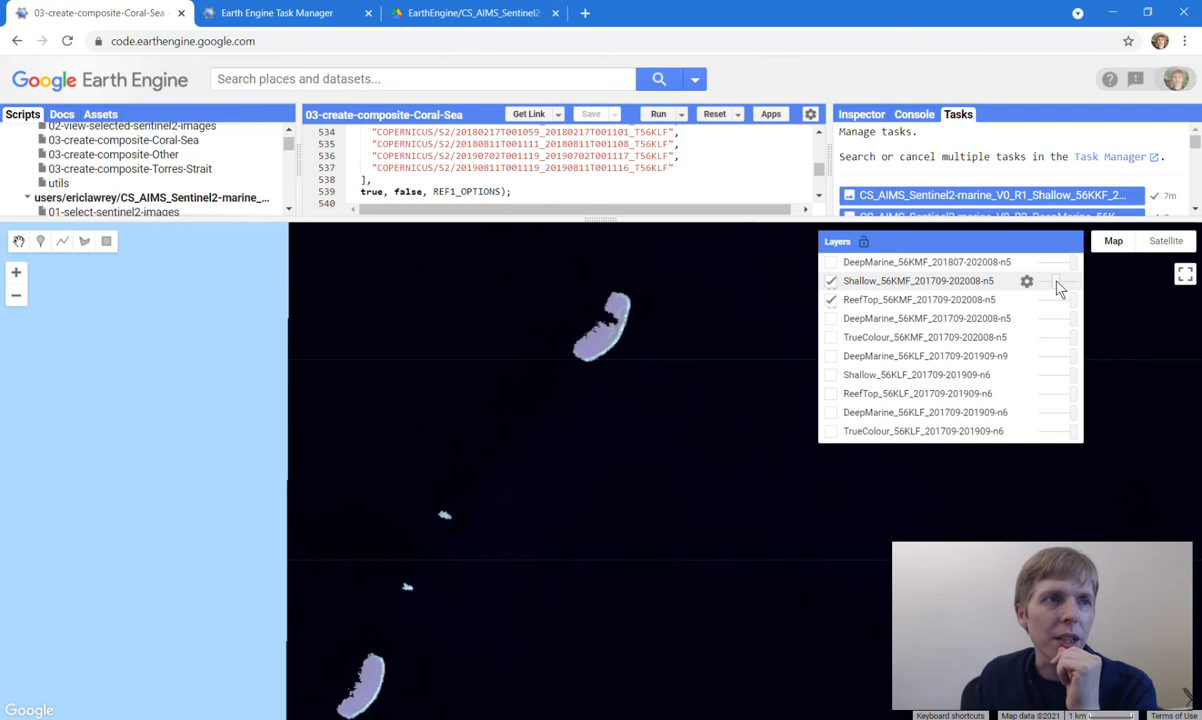 03-create-composite-Coral-Sea
Earth Engine Task Manager
EarthEngine/CS_AIMS_Sentinel2-
code.earthengine.google.com
Google Earth Engine
Search places and datasets...
Scripts Docs Assets
02-view-selected-sentinel2-images
03-create-composite-Coral-Sea
03-create-composite-Other
03-create-composite-Torres-Strait
utils
users/ericlawrey/CS_AIMS_Sentinel2-marine_...
01-select-sentinel2-images
03-create-composite-Coral-Sea
Get Link Save Run Reset Apps
534 "COPERNICUS/S2/20180217T001059_20180217T001101_T56KLF",
535 "COPERNICUS/S2/20180811T001111_20180811T001108_T56KLF",
536 "COPERNICUS/S2/20190702T001117_20190702T001117_T56KLF",
537 "COPERNICUS/S2/20190811T001119_20190811T001116_T56KLF"
538 ],
539 true, false, REF1_OPTIONS);
540
Inspector Console Tasks
Manage tasks.
Search or cancel multiple tasks in the Task Manager.
CS_AIMS_Sentinel2-marine_V0_R1_Shallow_56KKF_2... 7m
Layers
DeepMarine_56KMF_201807-202008-n5
Shallow_56KMF_201709-202008-n5
ReefTop_56KMF_201709-202008-n5
DeepMarine_56KMF_201709-202008-n5
TrueColour_56KMF_201709-202008-n5
DeepMarine_56KLF_201709-201909-n9
Shallow_56KLF_201709-201909-n6
ReefTop_56KLF_201709-201909-n6
DeepMarine_56KLF_201709-201909-n6
TrueColour_56KLF_201709-201909-n6
Map Satellite
Google
Keyboard shortcuts Map data ©2021 1 km Terms of Use